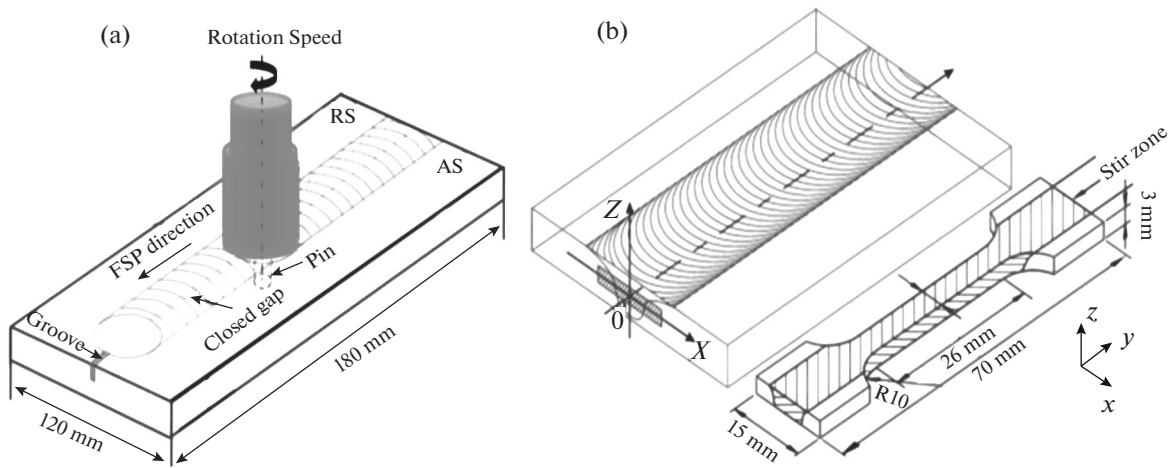 (a)
Rotation Speed
RS
AS
FSP direction
Pin
Closed gap
Groove
180 mm
120 mm
(b)
Z
0
X
Stir zone
3 mm
26 mm
70 mm
R10
15 mm
z
y
x